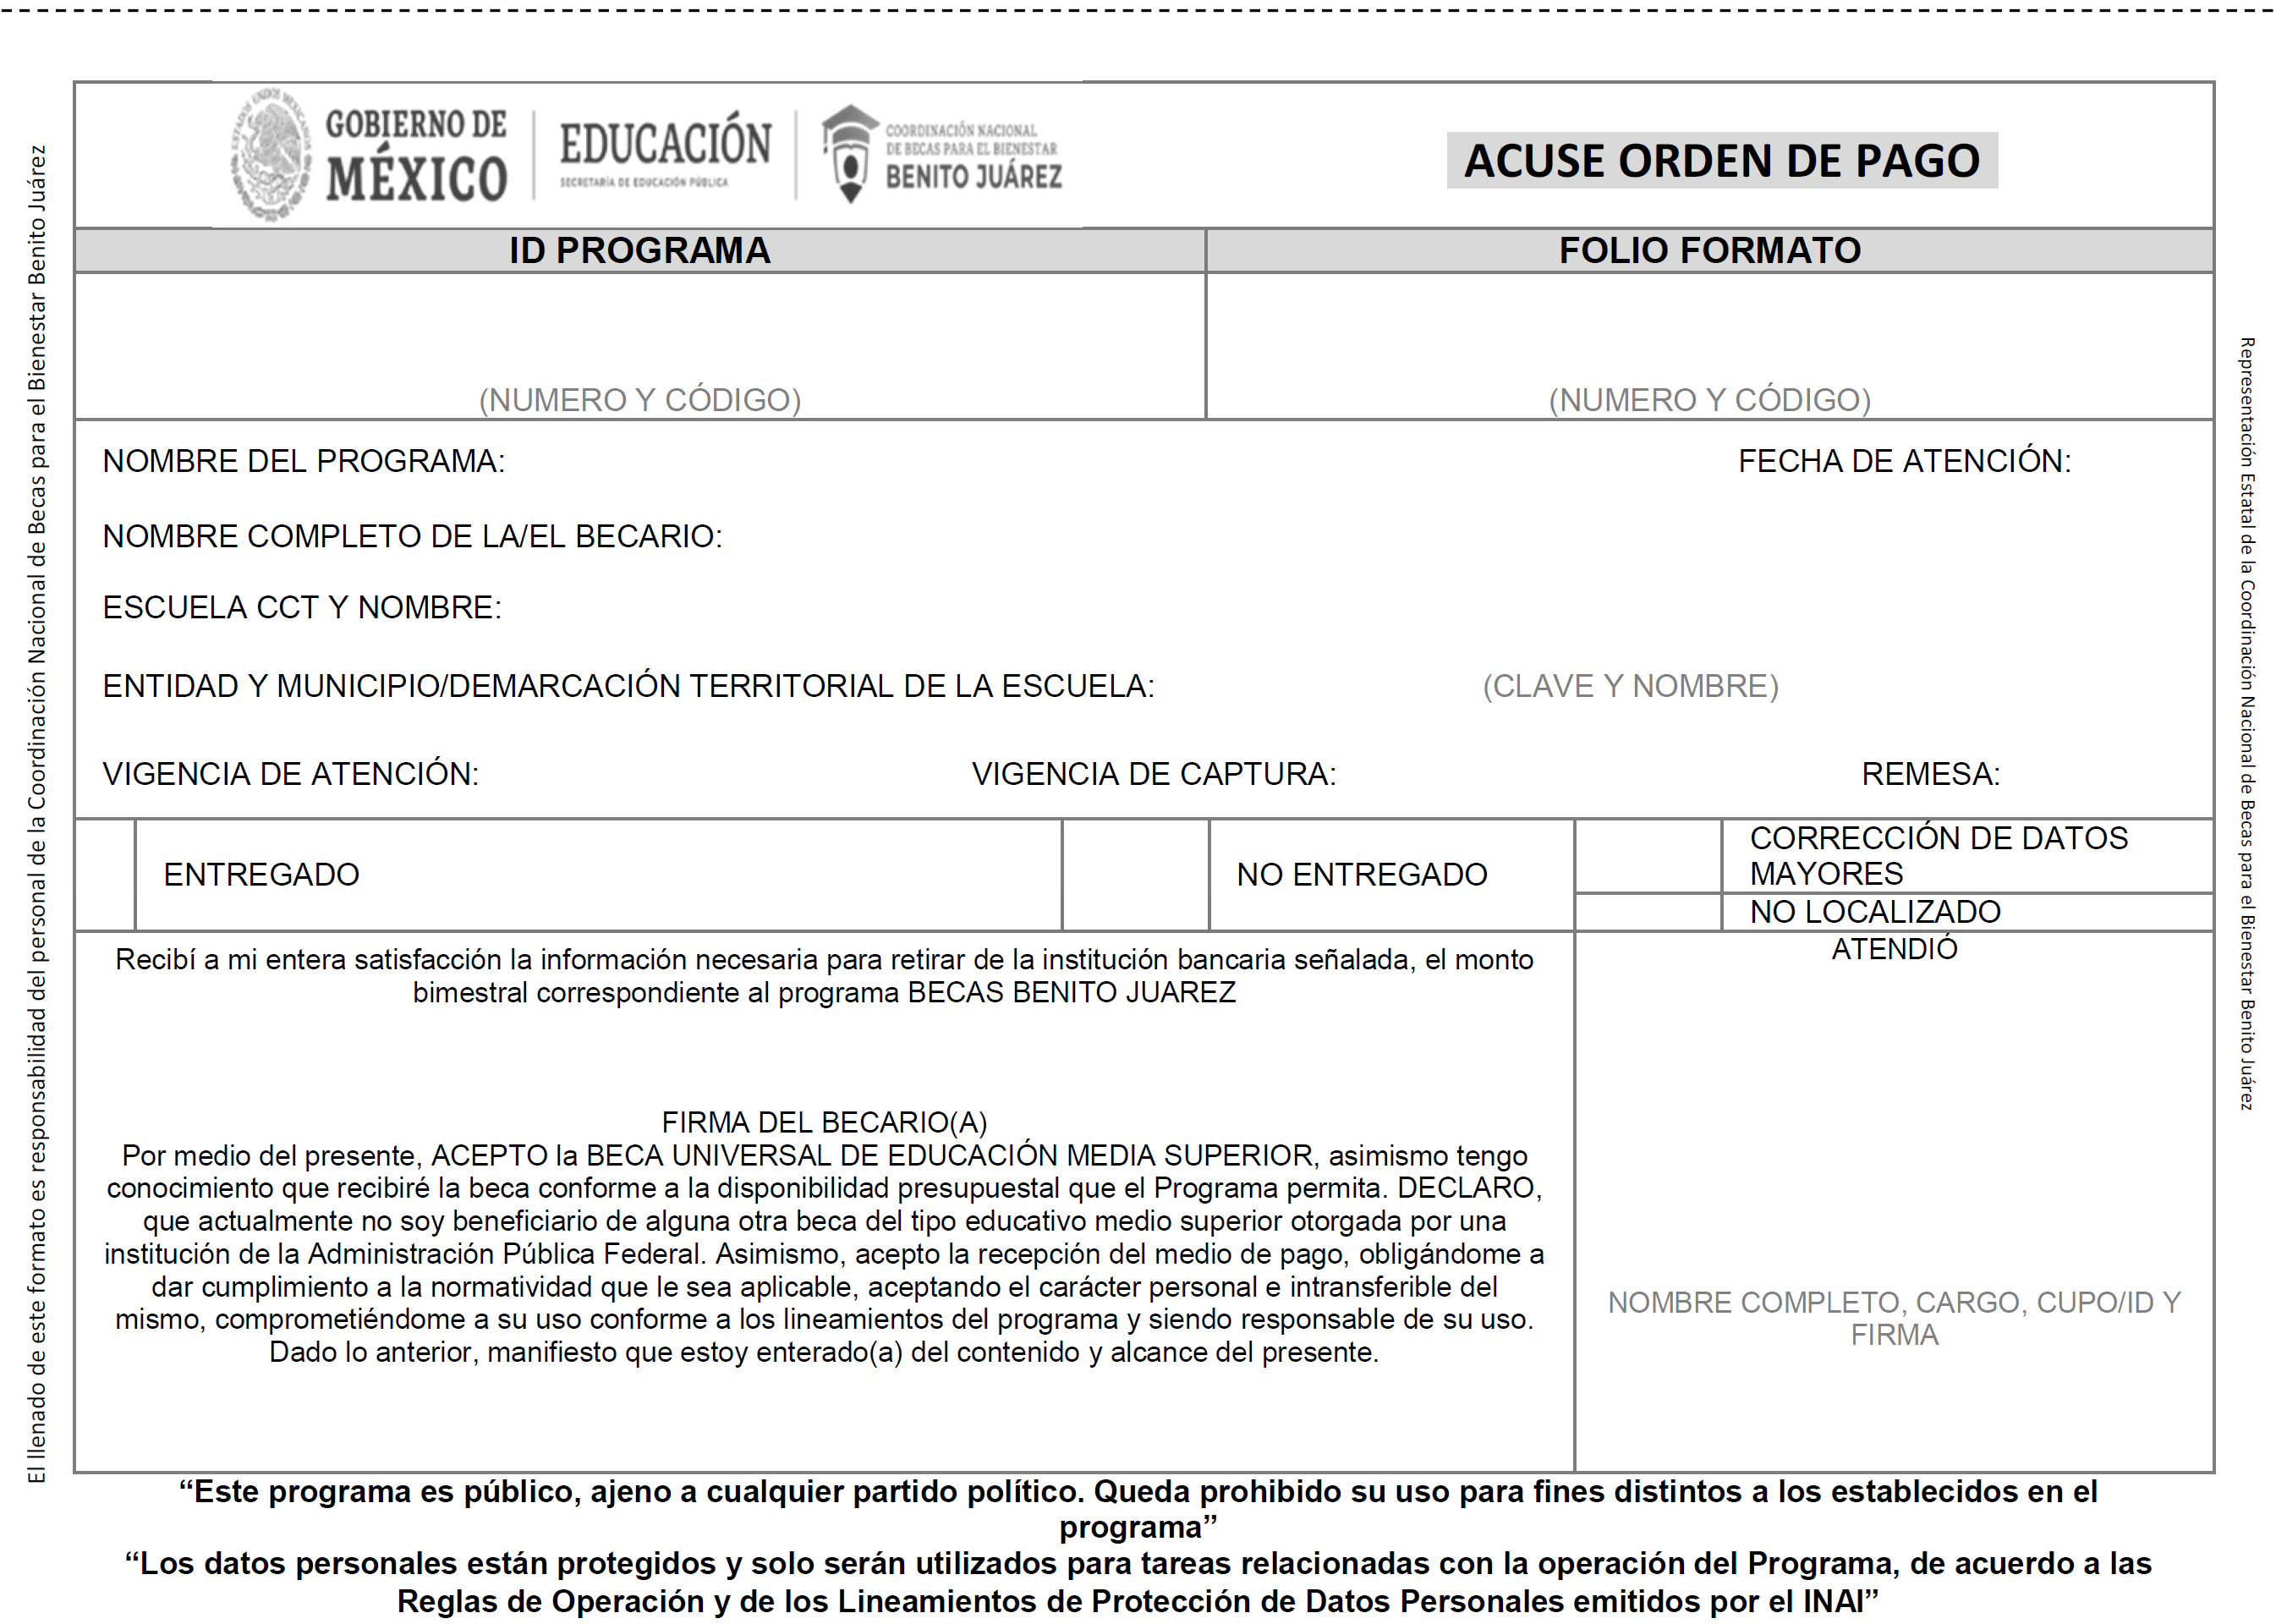 GOBIERNO DE
MÉXICO
EDUCACIÓN
SECRETARÍA DE EDUCACIÓN PÚBLICA
COORDINACIÓN NACIONAL
DE BECAS PARA EL BIENESTAR
BENITO JUÁREZ
ESTADOS UNIDOS MEXICANOS
ACUSE ORDEN DE PAGO
ID PROGRAMA
FOLIO FORMATO
(NUMERO Y CÓDIGO)
(NUMERO Y CÓDIGO)
NOMBRE DEL PROGRAMA:
FECHA DE ATENCIÓN:
NOMBRE COMPLETO DE LA/EL BECARIO:
ESCUELA CCT Y NOMBRE:
ENTIDAD Y MUNICIPIO/DEMARCACIÓN TERRITORIAL DE LA ESCUELA:
(CLAVE Y NOMBRE)
VIGENCIA DE ATENCIÓN:
VIGENCIA DE CAPTURA:
REMESA:
ENTREGADO
NO ENTREGADO
CORRECCIÓN DE DATOS
MAYORES
NO LOCALIZADO
Recibí a mi entera satisfacción la información necesaria para retirar de la institución bancaria señalada, el monto
bimestral correspondiente al programa BECAS BENITO JUAREZ
FIRMA DEL BECARIO(A)
Por medio del presente, ACEPTO la BECA UNIVERSAL DE EDUCACIÓN MEDIA SUPERIOR, asimismo tengo
conocimiento que recibiré la beca conforme a la disponibilidad presupuestal que el Programa permita. DECLARO,
que actualmente no soy beneficiario de alguna otra beca del tipo educativo medio superior otorgada por una
institución de la Administración Pública Federal. Asimismo, acepto la recepción del medio de pago, obligándome a
dar cumplimiento a la normatividad que le sea aplicable, aceptando el carácter personal e intransferible del
mismo, comprometiéndome a su uso conforme a los lineamientos del programa y siendo responsable de su uso.
Dado lo anterior, manifiesto que estoy enterado(a) del contenido y alcance del presente.
ATENDIÓ
NOMBRE COMPLETO, CARGO, CUPO/ID Y
FIRMA
“Este programa es público, ajeno a cualquier partido político. Queda prohibido su uso para fines distintos a los establecidos en el
programa”
“Los datos personales están protegidos y solo serán utilizados para tareas relacionadas con la operación del Programa, de acuerdo a las
Reglas de Operación y de los Lineamientos de Protección de Datos Personales emitidos por el INAI”
El llenado de este formato es responsabilidad del personal de la Coordinación Nacional de Becas para el Bienestar Benito Juárez
Representación Estatal de la Coordinación Nacional de Becas para el Bienestar Benito Juárez